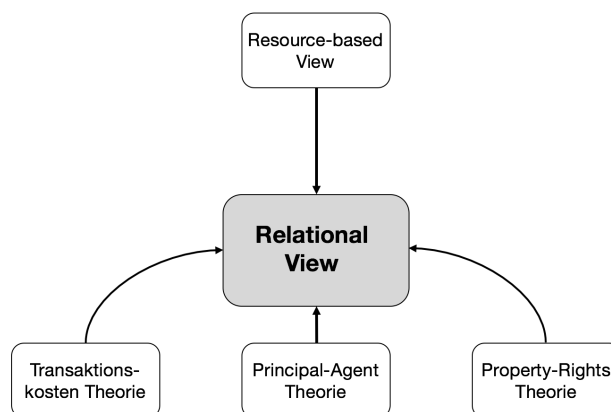 Resource-based
View
Relational
View
Transaktions-
kosten Theorie
Principal-Agent
Theorie
Property-Rights
Theorie